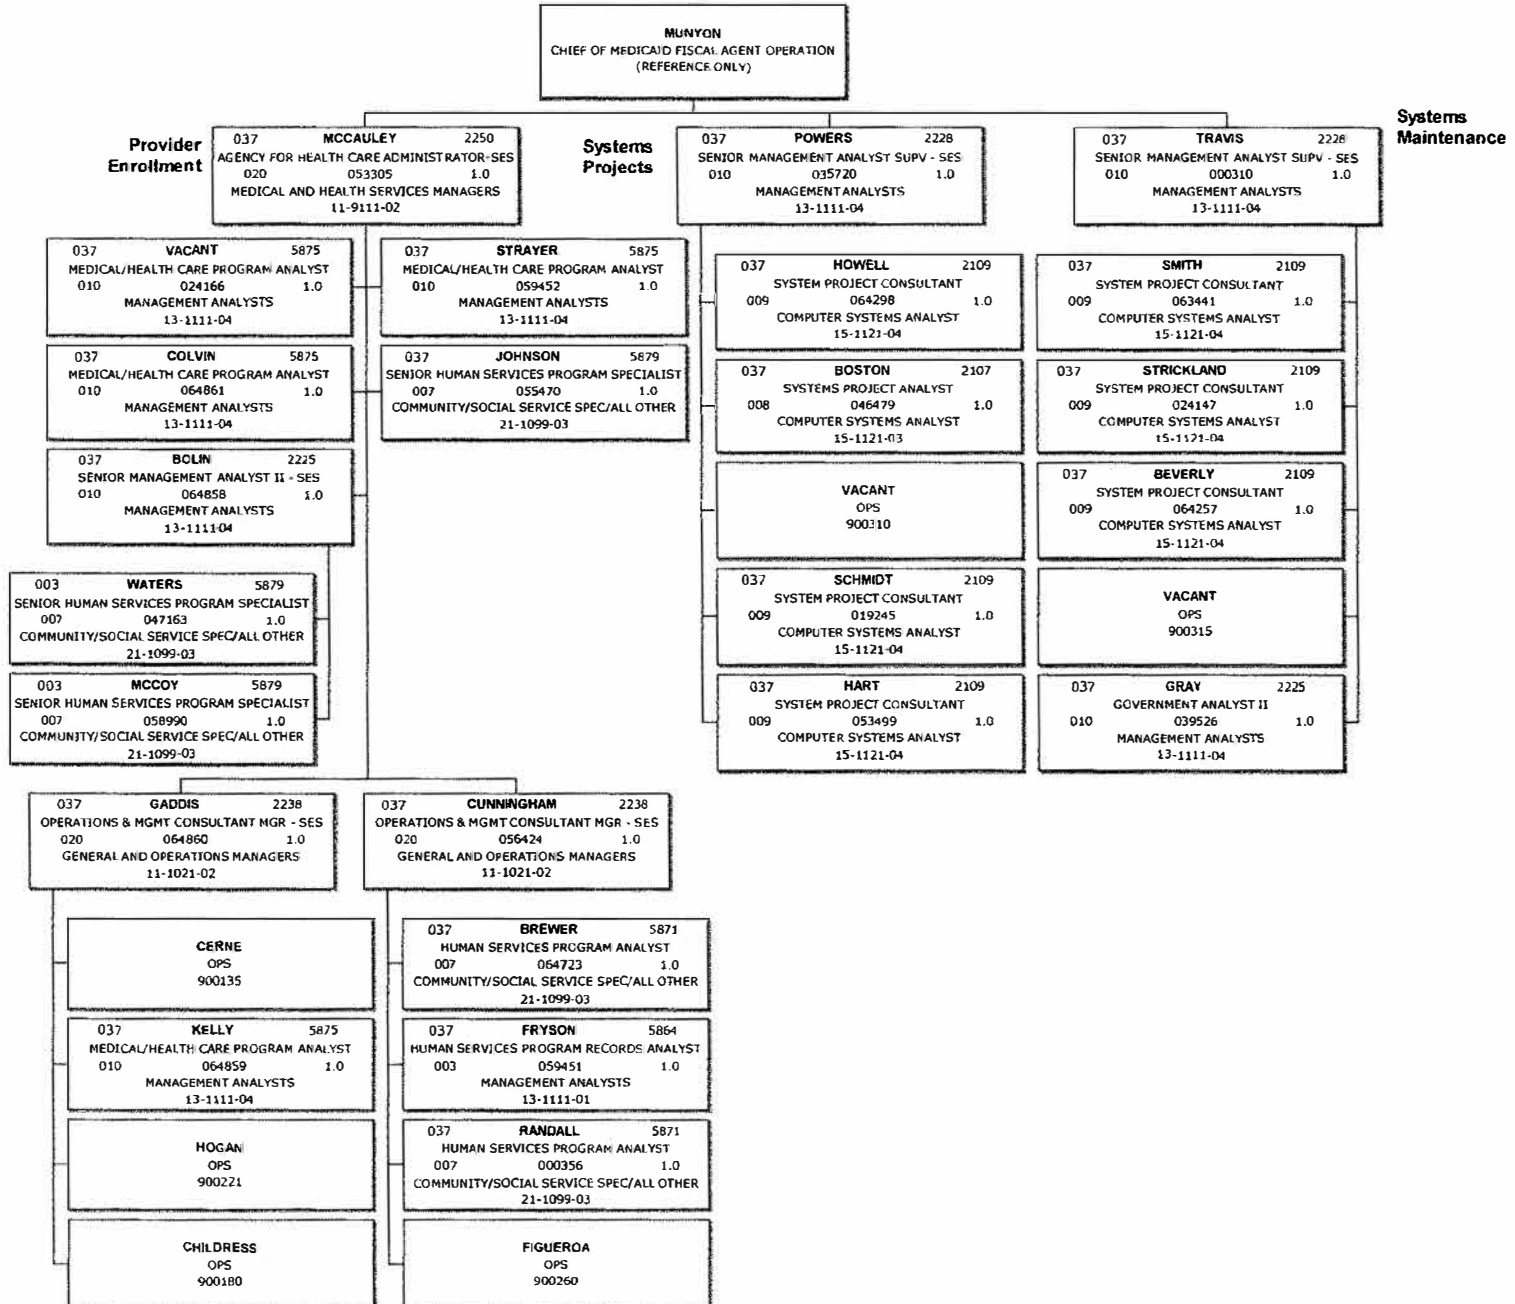 MUNYON
CHIEF OF MEDICAID FISCAL AGENT OPERATION
(REFERENCE ONLY)
Provider
Enrollment
037 MCCAULEY 2250
AGENCY FOR HEALTH CARE ADMINISTRATOR-SES
020 053305 1.0
MEDICAL AND HEALTH SERVICES MANAGERS
11-9111-02
Systems
Projects
037 POWERS 2228
SENIOR MANAGEMENT ANALYST SUPV - SES
010 035720 1.0
MANAGEMENT ANALYSTS
13-1111-04
037 TRAVIS 2228
SENIOR MANAGEMENT ANALYST SUPV - SES
010 000310 1.0
MANAGEMENT ANALYSTS
13-1111-04
Systems
Maintenance
037 VACANT 5875
MEDICAL/HEALTH CARE PROGRAM ANALYST
010 024166 1.0
MANAGEMENT ANALYSTS
13-1111-04
037 STRAYER 5875
MEDICAL/HEALTH CARE PROGRAM ANALYST
010 059452 1.0
MANAGEMENT ANALYSTS
13-1111-04
037 COLVIN 5875
MEDICAL/HEALTH CARE PROGRAM ANALYST
010 064861 1.0
MANAGEMENT ANALYSTS
13-1111-04
037 JOHNSON 5879
SENIOR HUMAN SERVICES PROGRAM SPECIALIST
007 055470 1.0
COMMUNITY/SOCIAL SERVICE SPEC/ALL OTHER
21-1099-03
037 BOLIN 2225
SENIOR MANAGEMENT ANALYST II - SES
010 064858 1.0
MANAGEMENT ANALYSTS
13-1111-04
003 WATERS 5879
SENIOR HUMAN SERVICES PROGRAM SPECIALIST
007 047163 1.0
COMMUNITY/SOCIAL SERVICE SPEC/ALL OTHER
21-1099-03
003 MCCOY 5879
SENIOR HUMAN SERVICES PROGRAM SPECIALIST
007 058990 1.0
COMMUNITY/SOCIAL SERVICE SPEC/ALL OTHER
21-1099-03
037 HOWELL 2109
SYSTEM PROJECT CONSULTANT
009 064298 1.0
COMPUTER SYSTEMS ANALYST
15-1121-04
037 BOSTON 2107
SYSTEMS PROJECT ANALYST
008 046479 1.0
COMPUTER SYSTEMS ANALYST
15-1121-03
VACANT
OPS
900310
037 SCHMIDT 2109
SYSTEM PROJECT CONSULTANT
009 019245 1.0
COMPUTER SYSTEMS ANALYST
15-1121-04
037 HART 2109
SYSTEM PROJECT CONSULTANT
009 053499 1.0
COMPUTER SYSTEMS ANALYST
15-1121-04
037 SMITH 2109
SYSTEM PROJECT CONSULTANT
009 063441 1.0
COMPUTER SYSTEMS ANALYST
15-1121-04
037 STRICKLAND 2109
SYSTEM PROJECT CONSULTANT
009 024147 1.0
COMPUTER SYSTEMS ANALYST
15-1121-04
037 BEVERLY 2109
SYSTEM PROJECT CONSULTANT
009 064257 1.0
COMPUTER SYSTEMS ANALYST
15-1121-04
VACANT
OPS
900315
037 GRAY 2225
GOVERNMENT ANALYST II
010 039526 1.0
MANAGEMENT ANALYSTS
13-1111-04
037 GADDIS 2238
OPERATIONS & MGMT CONSULTANT MGR - SES
020 064860 1.0
GENERAL AND OPERATIONS MANAGERS
11-1021-02
037 CUNNINGHAM 2238
OPERATIONS & MGMT CONSULTANT MGR - SES
020 056424 1.0
GENERAL AND OPERATIONS MANAGERS
11-1021-02
CERNE
OPS
900135
037 KELLY 5875
MEDICAL/HEALTH CARE PROGRAM ANALYST
010 064859 1.0
MANAGEMENT ANALYSTS
13-1111-04
HOGAN
OPS
900221
CHILDRESS
OPS
900180
037 BREWER 5871
HUMAN SERVICES PROGRAM ANALYST
007 064723 1.0
COMMUNITY/SOCIAL SERVICE SPEC/ALL OTHER
21-1099-03
037 FRYSON 5864
HUMAN SERVICES PROGRAM RECORDS ANALYST
003 059451 1.0
MANAGEMENT ANALYSTS
13-1111-01
037 RANDALL 5871
HUMAN SERVICES PROGRAM ANALYST
007 000356 1.0
COMMUNITY/SOCIAL SERVICE SPEC/ALL OTHER
21-1099-03
FIGUEROA
OPS
900260